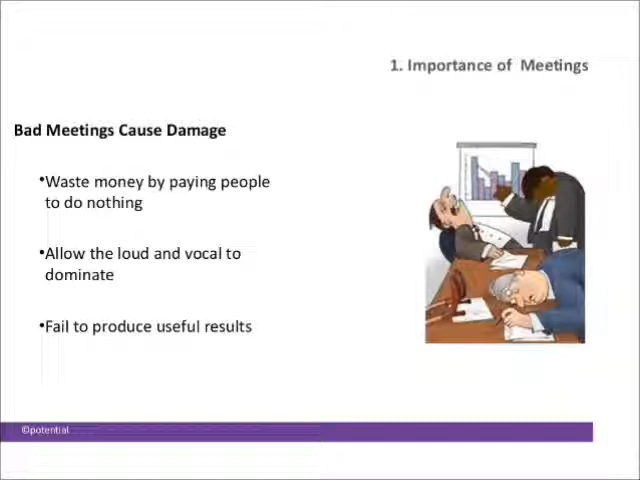 1. Importance of  Meetings
Bad Meetings Cause Damage
•Waste money by paying people
to do nothing
•Allow the loud and vocal to
dominate
•Fail to produce useful results
©potential